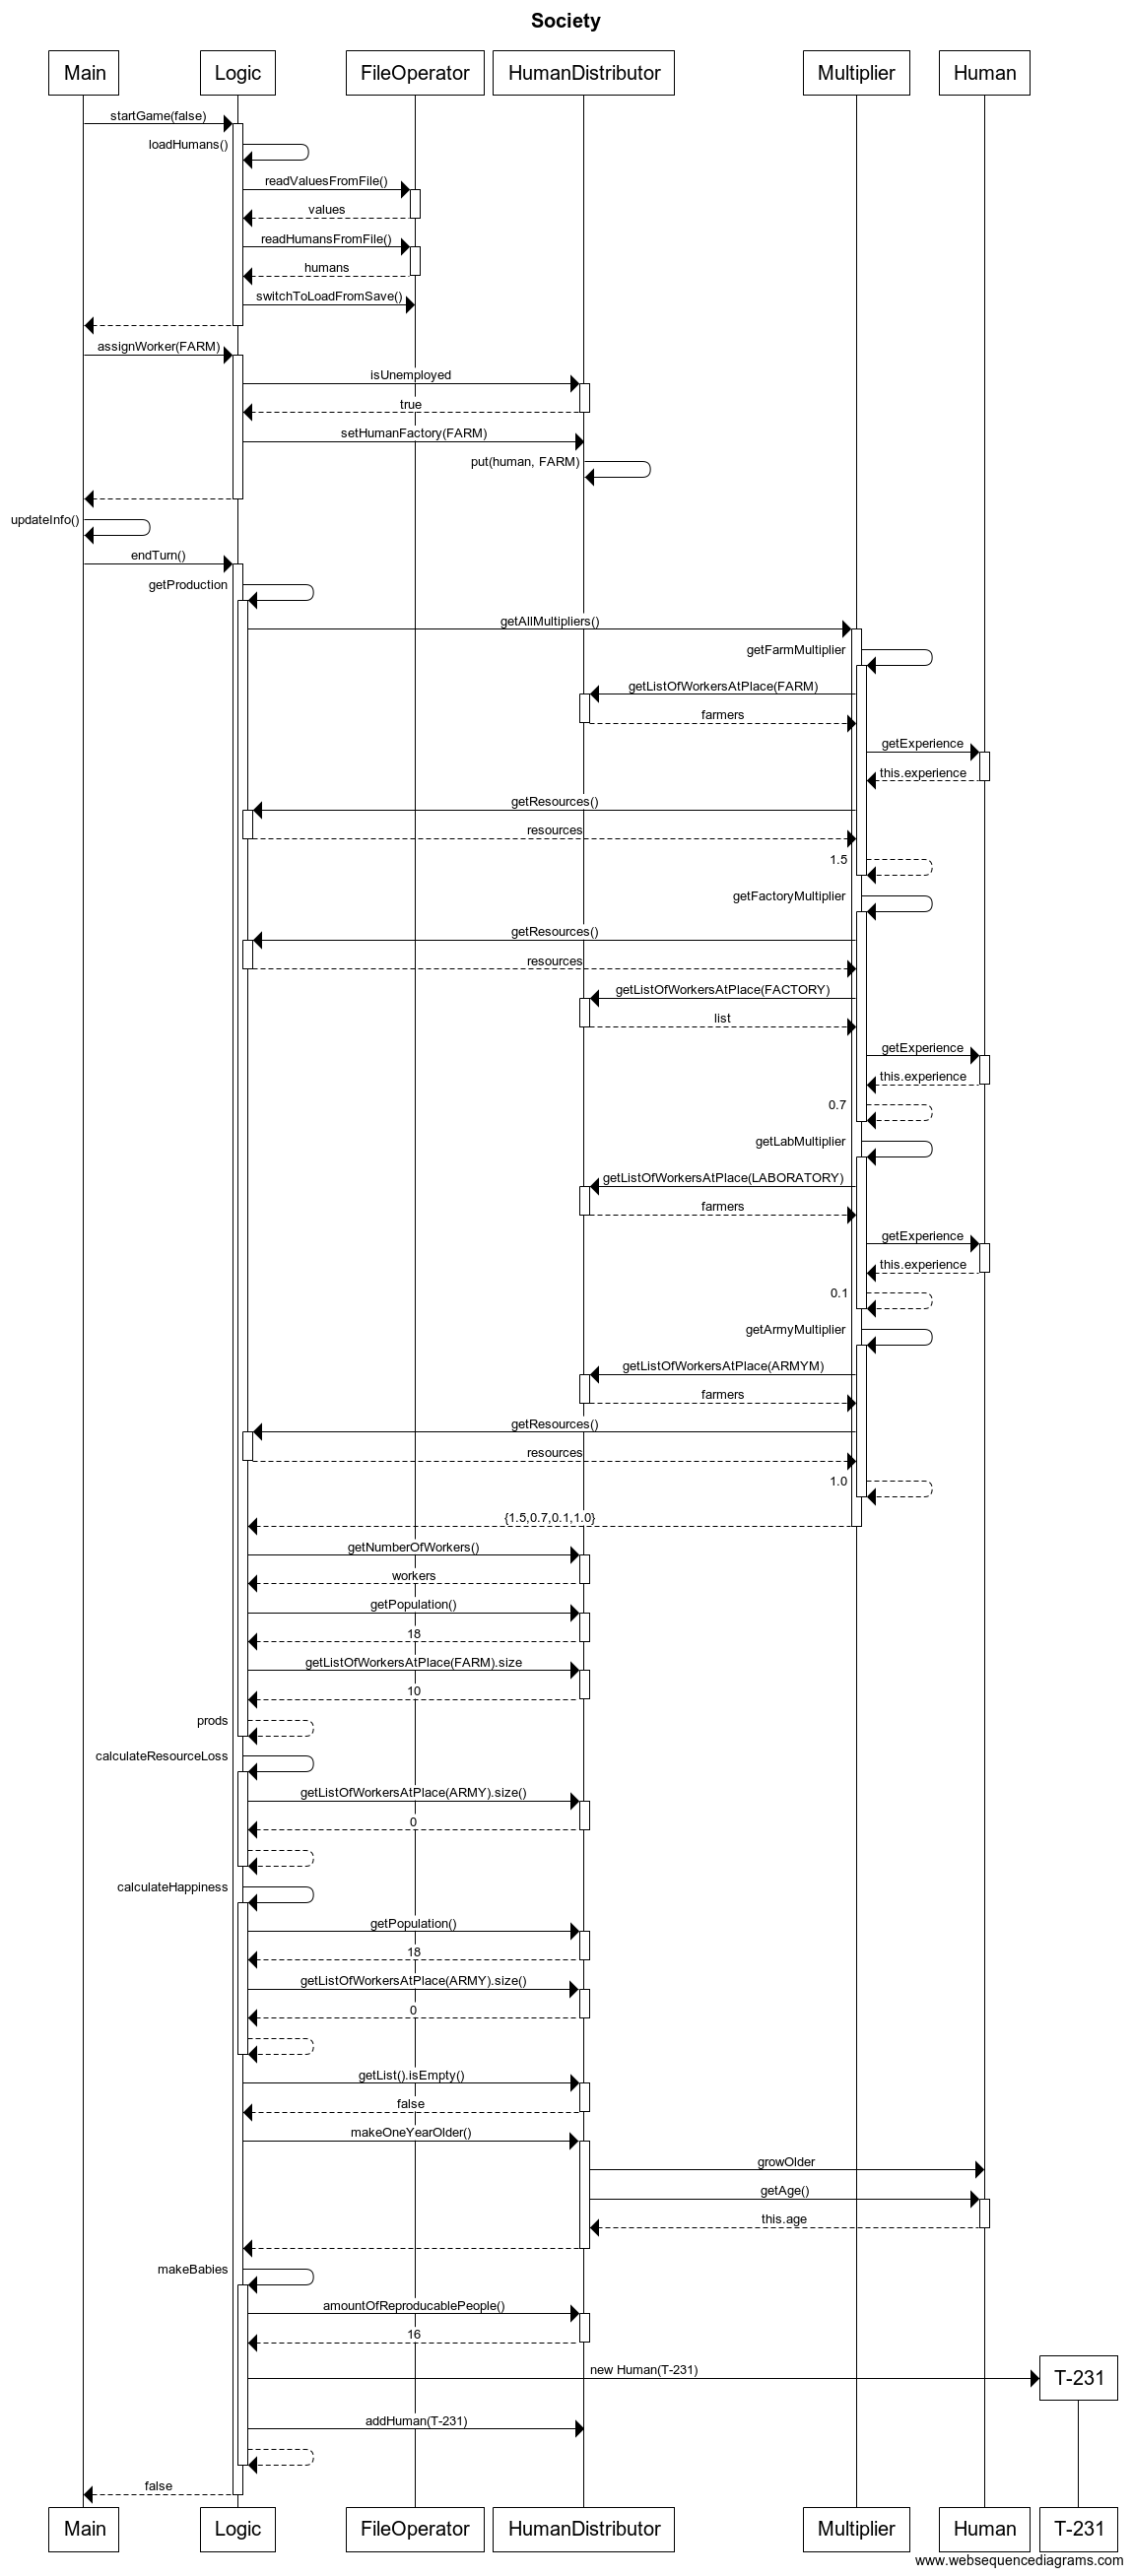 Society
Main
Logic
FileOperator
HumanDistributor
Multiplier
Human
startGame(false)
loadHumans()
readValuesFromFile()
values
readHumansFromFile()
humans
switchToLoadFromSave()
assignWorker(FARM)
isUnemployed
true
setHumanFactory(FARM)
put(human, FARM)
updateInfo()
endTurn()
getProduction
getAllMultipliers()
getFarmMultiplier
getListOfWorkersAtPlace(FARM)
farmers
getExperience
this.experience
getResources()
resources
1.5
getFactoryMultiplier
getResources()
resources
getListOfWorkersAtPlace(FACTORY)
list
getExperience
this.experience
0.7
getLabMultiplier
getListOfWorkersAtPlace(LABORATORY)
farmers
getExperience
this.experience
0.1
getArmyMultiplier
getListOfWorkersAtPlace(ARMYM)
farmers
getResources()
resources
1.0
{1.5,0.7,0.1,1.0}
getNumberOfWorkers()
workers
getPopulation()
18
getListOfWorkersAtPlace(FARM).size
10
prods
calculateResourceLoss
getListOfWorkersAtPlace(ARMY).size()
0
calculateHappiness
getPopulation()
18
getListOfWorkersAtPlace(ARMY).size()
0
getList().isEmpty()
false
makeOneYearOlder()
growOlder
getAge()
this.age
makeBabies
amountOfReproducablePeople()
16
new Human(T-231)
T-231
addHuman(T-231)
false
Main
Logic
FileOperator
HumanDistributor
Multiplier
Human
T-231
www.websequencediagrams.com